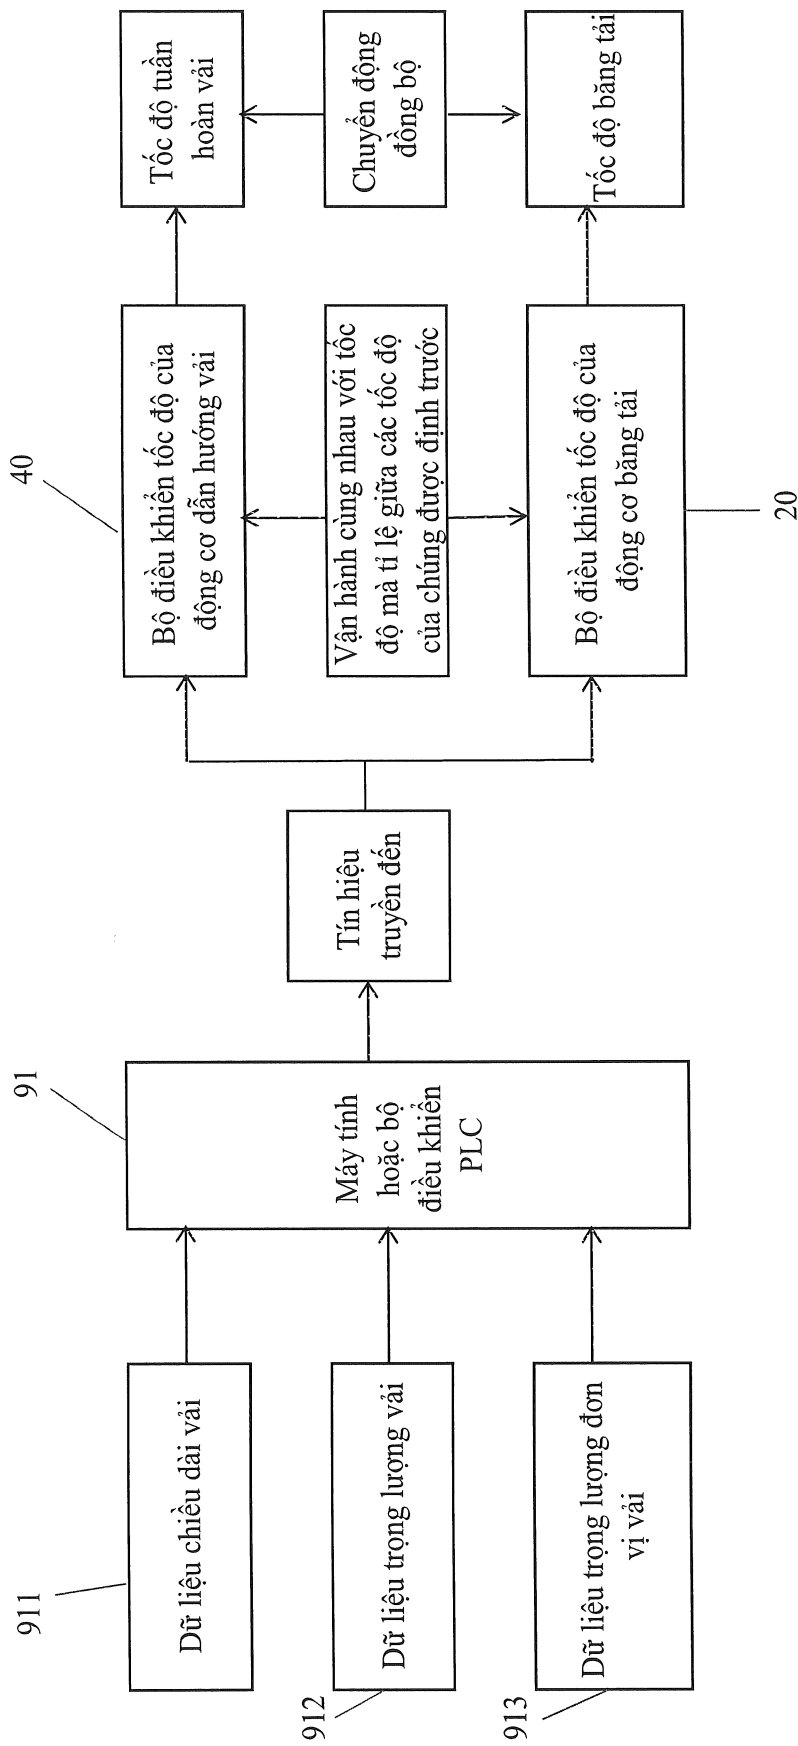 911
Dữ liệu chiều dài vải
912
Dữ liệu trọng lượng vải
913
Dữ liệu trọng lượng đơn
vị vải
91
Máy tính
hoặc bộ
điều khiển
PLC
Tín hiệu
truyền đến
40
Bộ điều khiển tốc độ của
động cơ dẫn hướng vải
Vận hành cùng nhau với tốc
độ mà tỉ lệ giữa các tốc độ
của chúng được định trước
Bộ điều khiển tốc độ của
động cơ băng tải
20
Tốc độ tuần
hoàn vải
Chuyển động
đồng bộ
Tốc độ băng tải